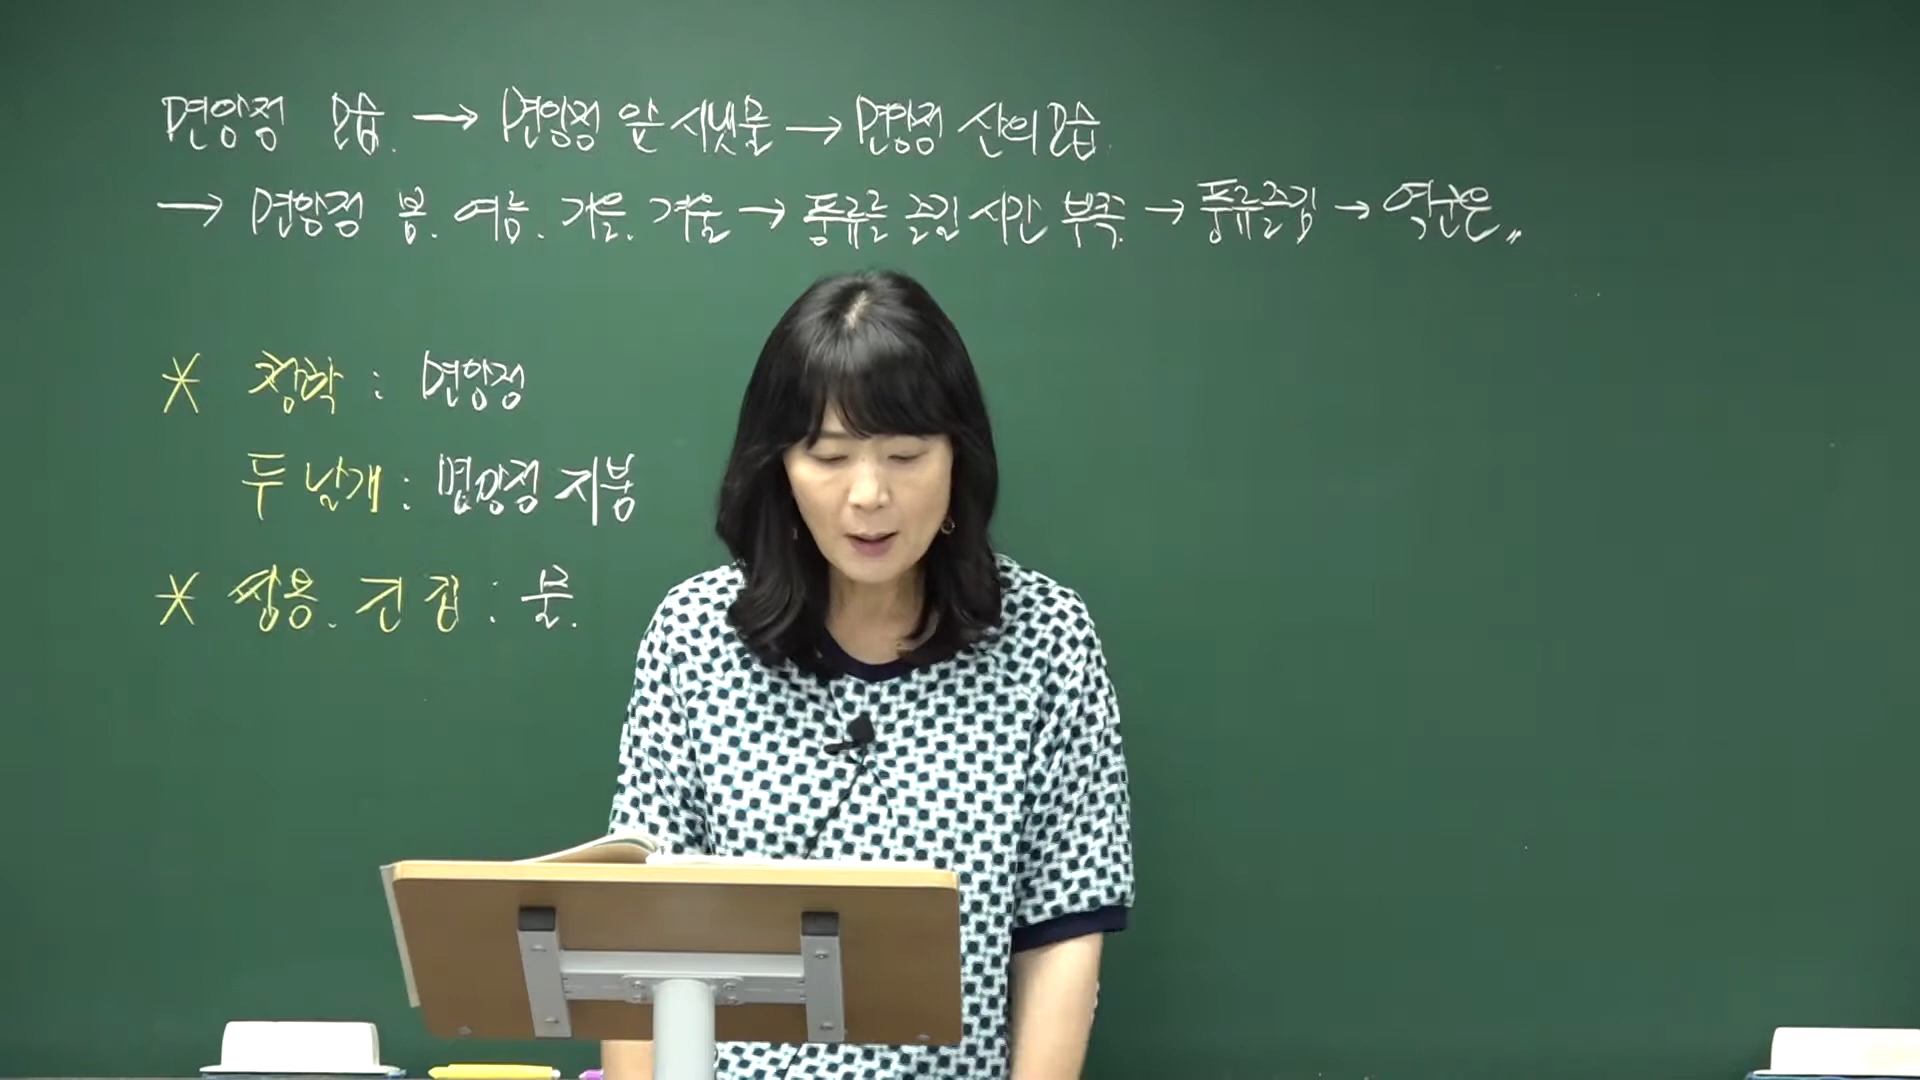 면앙정 모습. → 면앙정 앞 시냇물 → 면앙정 산의 모습.
→ 면앙정 봄. 여름. 가을. 겨울 → 풍류를 즐길 시간 부족. → 풍류즐김 → 역군은〃
* 청학 : 면앙정
두 날개 : 면앙정 지붕
* 쌍룡. 긴 깁 : 물.